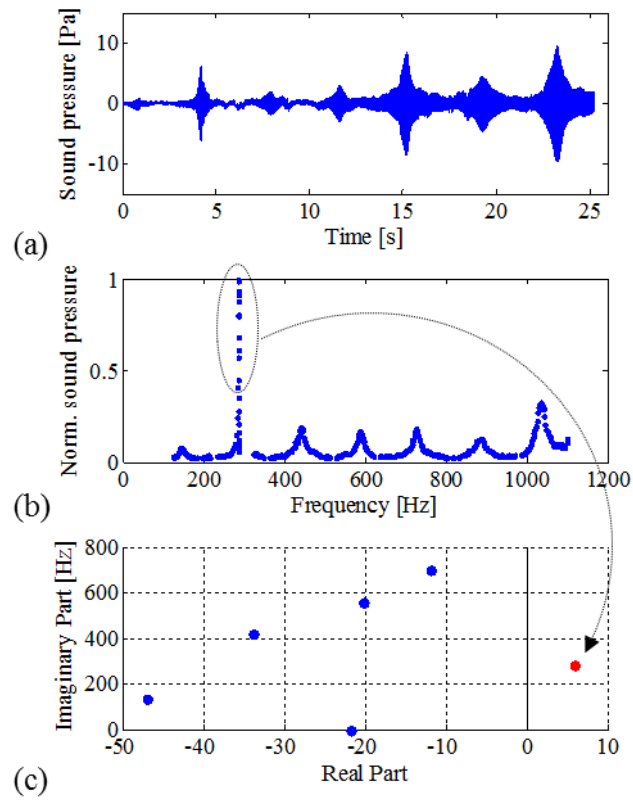 Sound pressure [Pa]
10
0
-10
0 5 10 15 20 25
Time [s]
(a)
Norm. sound pressure
1
0.5
0
0 200 400 600 800 1000 1200
Frequency [Hz]
(b)
Imaginary Part [Hz]
800
600
400
200
0
-50 -40 -30 -20 -10 0 10
Real Part
(c)